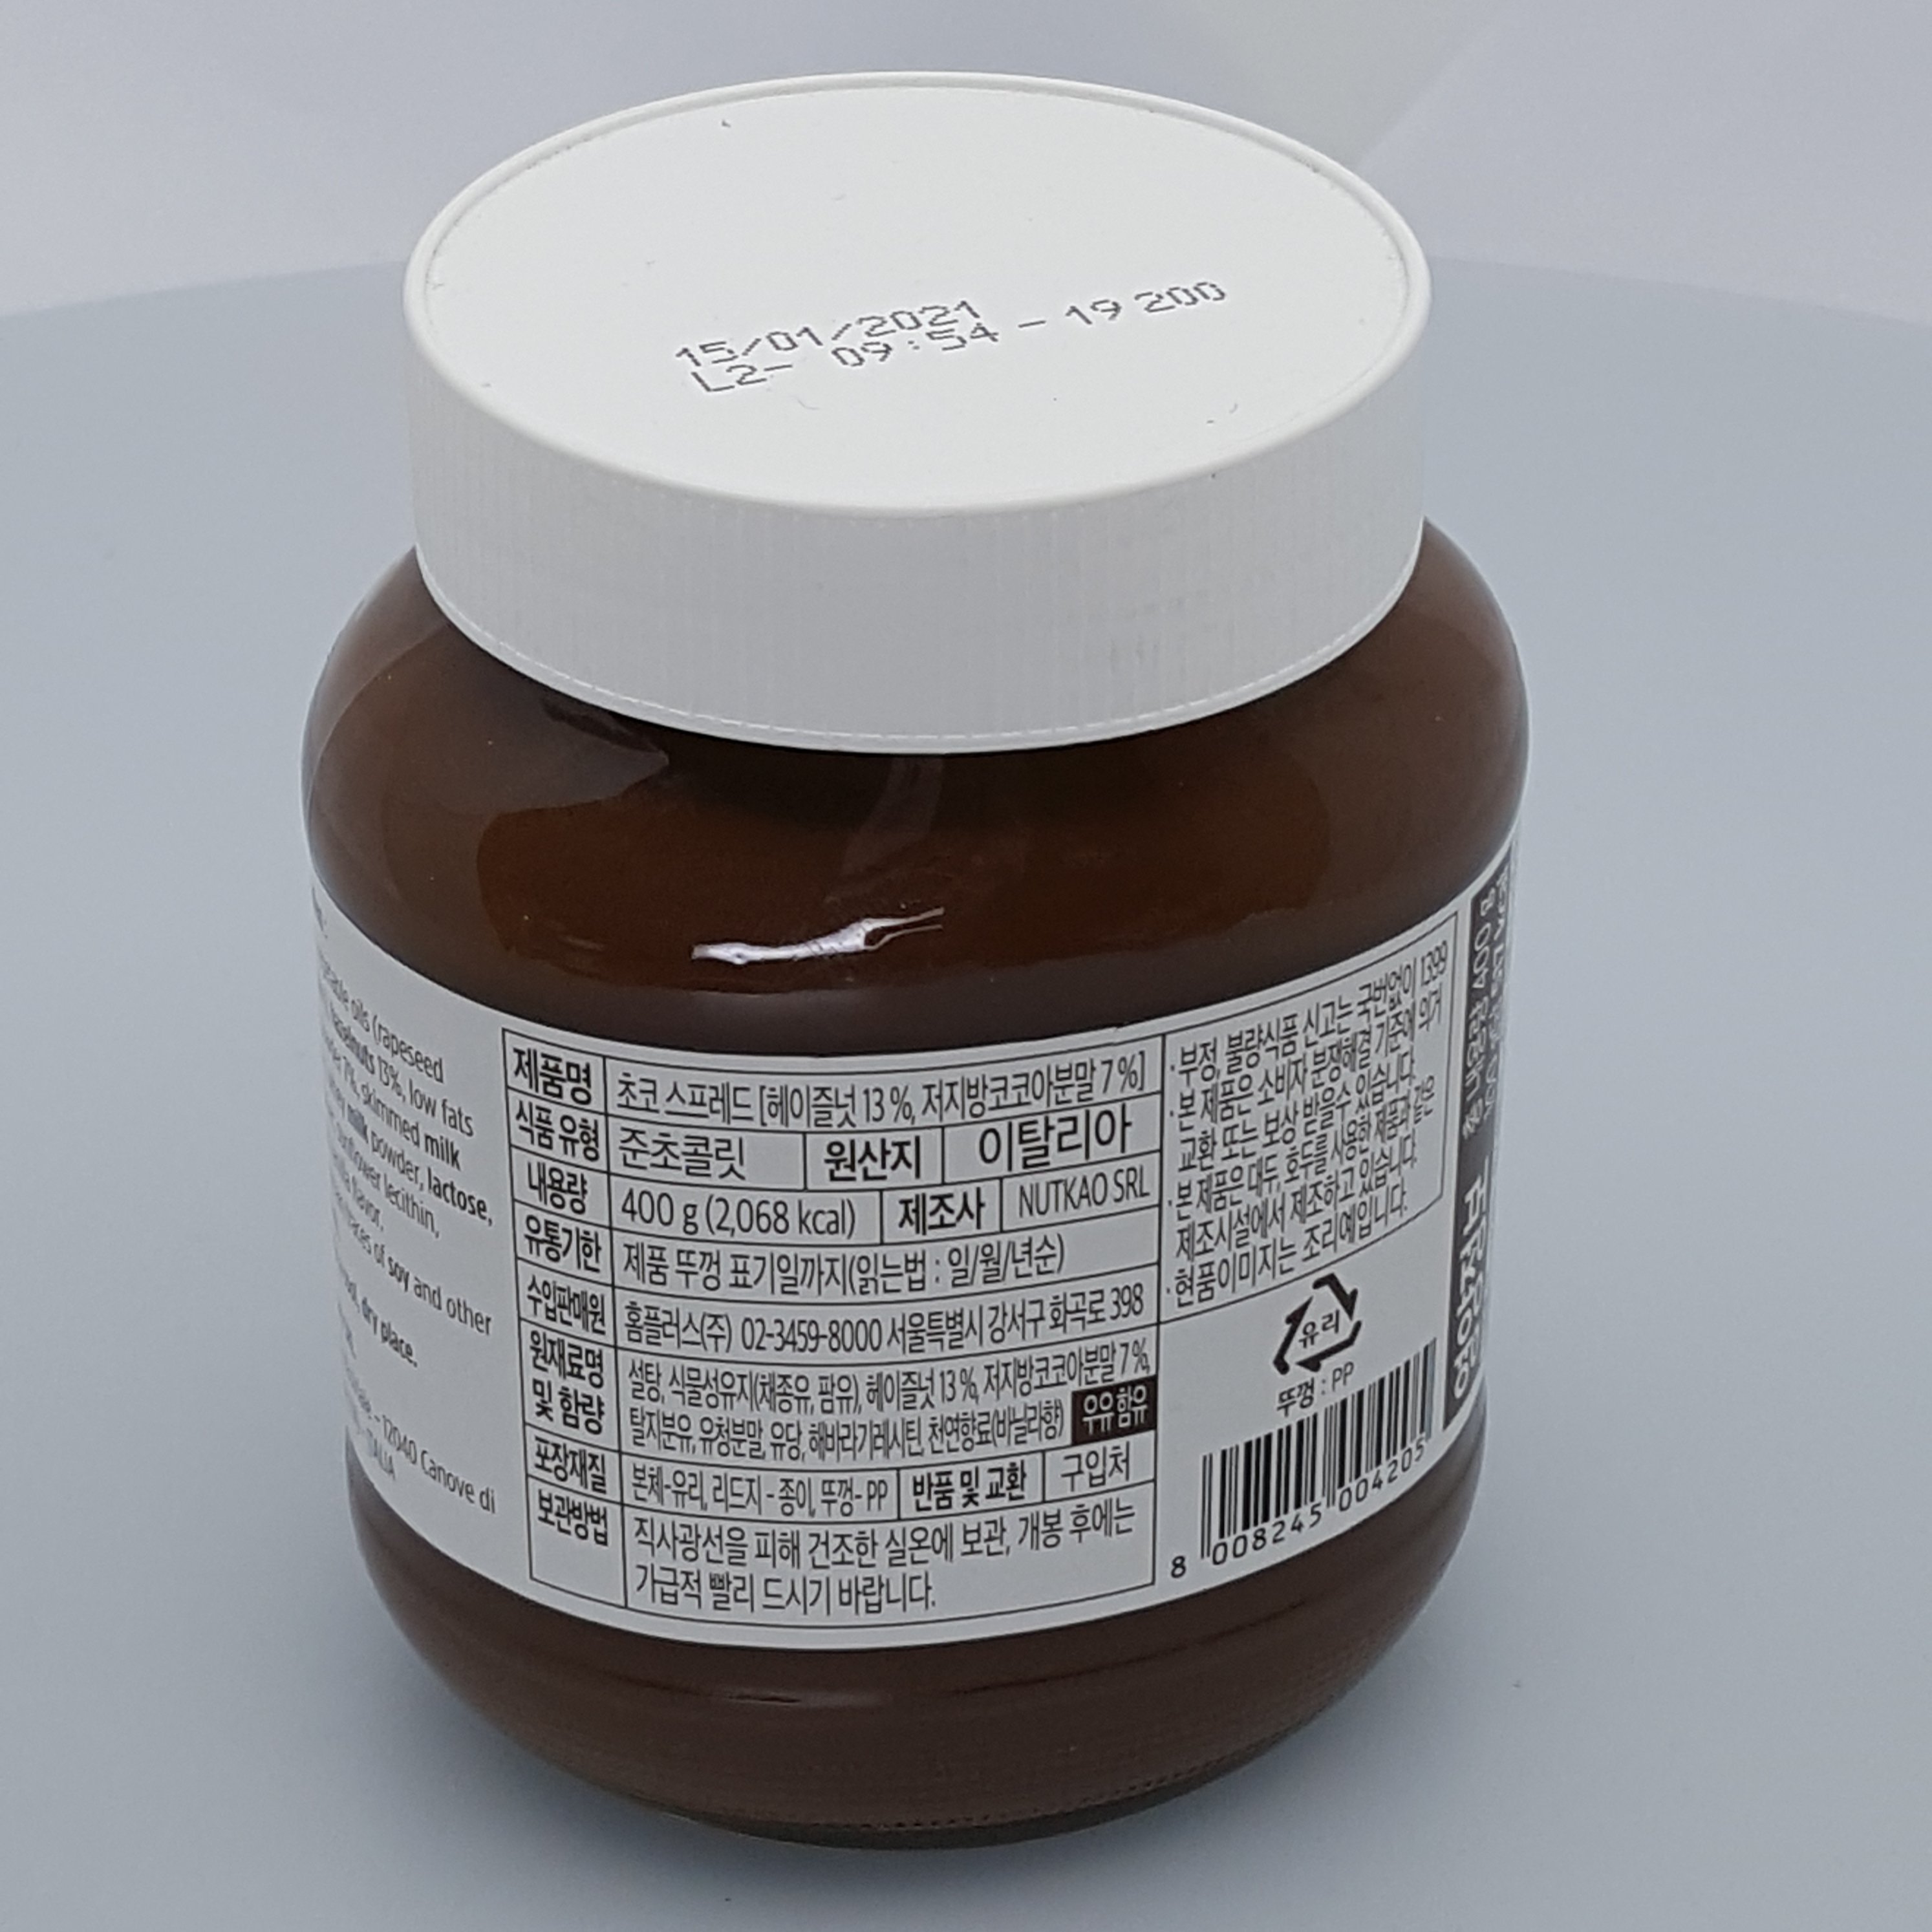 15/01/2021
L2- 09:54 - 19 200
oils (rapeseed
hazelnuts 13%, low fats
7%, skimmed milk
milk powder, lactose,
sunflower lecithin,
flavor.
traces of soy and other
dry place.
12040 Canove di
ITALIA
제품명 초코 스프레드 [헤이즐넛 13 %, 저지방코코아분말 7 %]
식품 유형 준초콜릿 원산지 이탈리아
내용량 400 g (2,068 kcal) 제조사 NUTKAO SRL
유통기한 제품 뚜껑 표기일까지(읽는법 : 일/월/년순)
수입판매원 홈플러스(주) 02-3459-8000 서울특별시 강서구 화곡로 398
원재료명 설탕, 식물성유지(채종유, 팜유), 헤이즐넛 13 %, 저지방코코아분말 7 %,
및 함량 탈지분유, 유청분말, 유당, 해바라기레시틴, 천연향료(바닐라향) 우유 함유
포장재질 본체-유리, 리드지 - 종이, 뚜껑- PP 반품 및 교환 구입처
보관방법 직사광선을 피해 건조한 실온에 보관, 개봉 후에는
가급적 빨리 드시기 바랍니다.
· 부정, 불량식품 신고는 국번없이 1399
· 본 제품은 소비자 분쟁해결 기준에 의거
교환 또는 보상 받을수 있습니다.
· 본 제품은 대두, 호두를 사용한 제품과 같은
제조시설에서 제조하고 있습니다.
· 현품이미지는 조리예입니다.
유리
뚜껑 : PP
8 008245 004205
영양정보 총 내용량 400 g